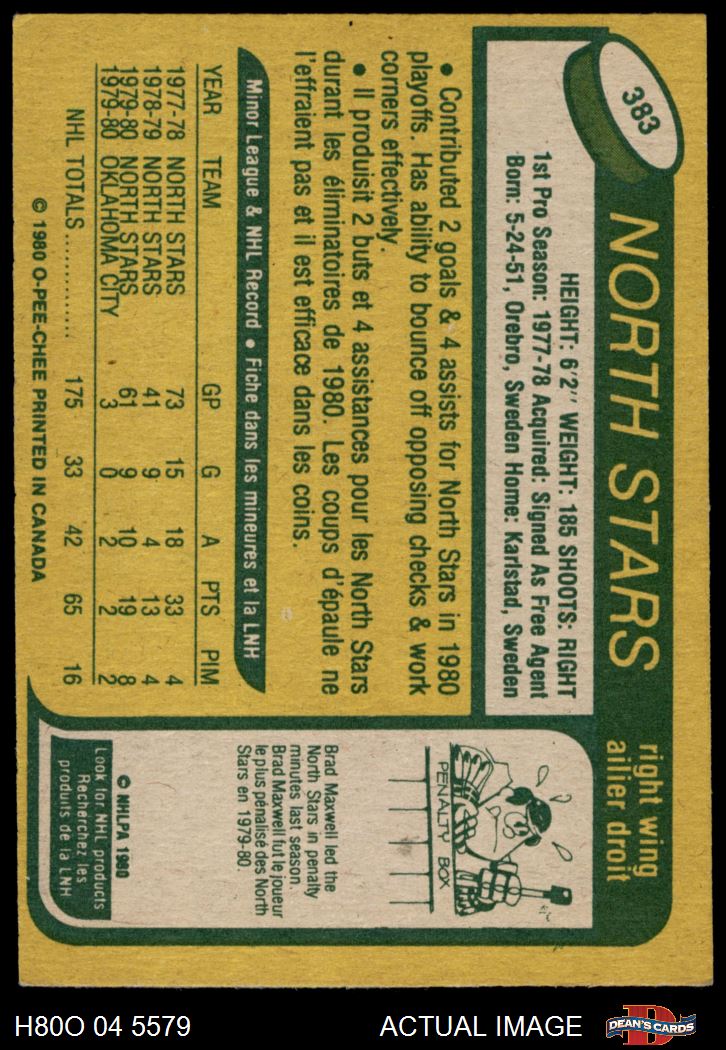 383
NORTH STARS
right wing
ailier droit
HEIGHT: 6'2" WEIGHT: 185 SHOOTS: RIGHT
1st Pro Season: 1977-78 Acquired: Signed As Free Agent
Born: 5-24-51, Orebro, Sweden Home: Karlstad, Sweden
• Contributed 2 goals & 4 assists for North Stars in 1980
playoffs. Has ability to bounce off opposing checks & work
corners effectively.
• Il produisit 2 buts et 4 assistances pour les North Stars
durant les éliminatoires de 1980. Les coups d'épaule ne
l'effraient pas et il est efficace dans les coins.
Minor League & NHL Record • Fiche dans les mineures et la LNH
YEAR TEAM GP G A PTS PIM
1977-78 NORTH STARS 73 15 18 33 4
1978-79 NORTH STARS 41 9 4 13 4
1979-80 NORTH STARS 61 9 10 19 8
1979-80 OKLAHOMA CITY 3 0 2 2 2
NHL TOTALS .............. 175 33 42 65 16
© 1980 O-PEE-CHEE PRINTED IN CANADA
PENALTY BOX
Brad Maxwell led the
North Stars in penalty
minutes last season.
Brad Maxwell fut le joueur
le plus pénalisé des North
Stars en 1979-80.
© NHLPA 1980
Look for NHL products
Recherchez les
produits de la LNH
H80O 04 5579
ACTUAL IMAGE
D
DEAN'S CARDS